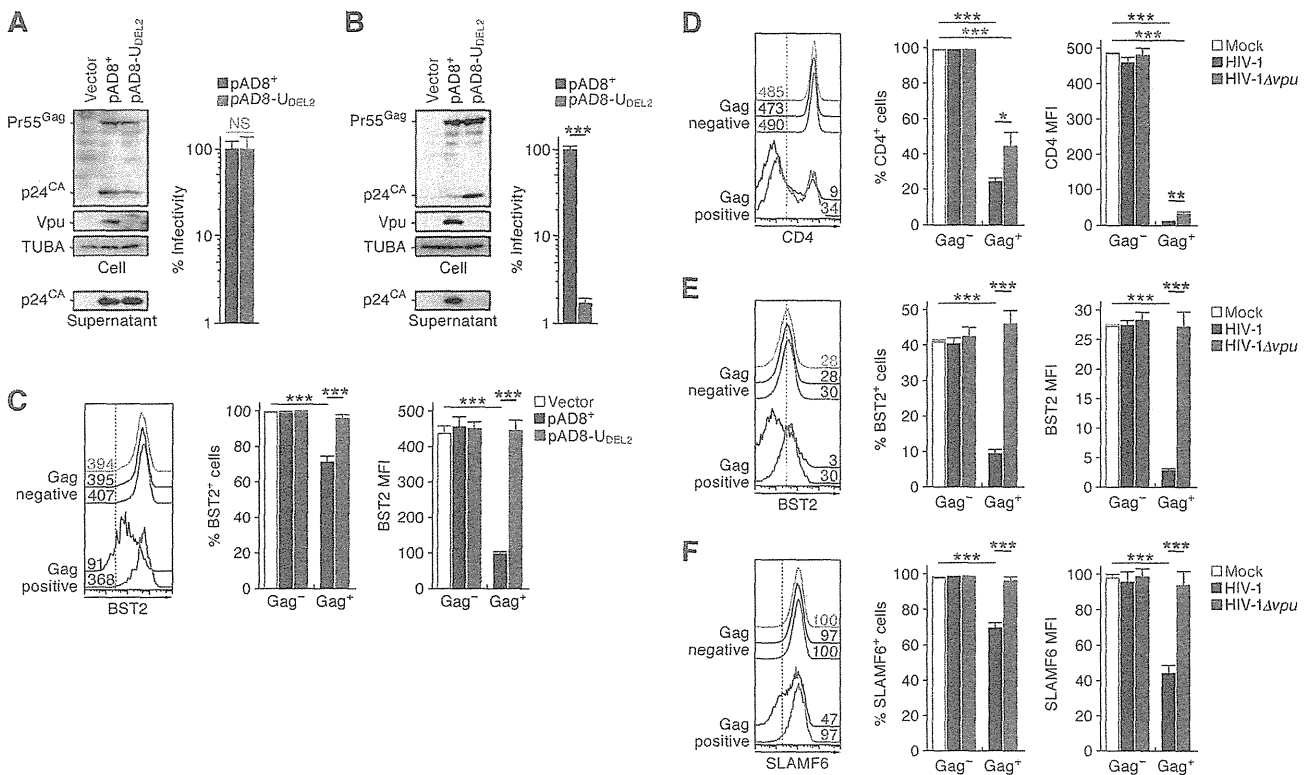 A
Vector
pAD8+
pAD8-UDEL2
Pr55Gag
p24CA
Vpu
TUBA
Cell
p24CA
Supernatant
pAD8+
pAD8-UDEL2
NS
% Infectivity
100
10
1
B
Vector
pAD8+
pAD8-UDEL2
Pr55Gag
p24CA
Vpu
TUBA
Cell
p24CA
Supernatant
pAD8+
pAD8-UDEL2
***
% Infectivity
100
10
1
C
394
395
407
Gag negative
91
368
Gag positive
BST2
% BST2+ cells
100
80
60
40
20
0
*** ***
Gag− Gag+
BST2 MFI
500
400
300
200
100
0
*** ***
Gag− Gag+
Vector
pAD8+
pAD8-UDEL2
D
485
473
490
Gag negative
9
34
Gag positive
CD4
% CD4+ cells
100
80
60
40
20
0
***
***
*
Gag− Gag+
CD4 MFI
500
400
300
200
100
0
***
***
**
Gag− Gag+
Mock
HIV-1
HIV-1Δvpu
E
28
28
30
Gag negative
3
30
Gag positive
BST2
% BST2+ cells
50
40
30
20
10
0
*** ***
Gag− Gag+
BST2 MFI
30
25
20
15
10
5
0
*** ***
Gag− Gag+
Mock
HIV-1
HIV-1Δvpu
F
100
97
100
Gag negative
47
97
Gag positive
SLAMF6
% SLAMF6+ cells
100
80
60
40
20
0
*** ***
Gag− Gag+
SLAMF6 MFI
100
80
60
40
20
0
*** ***
Gag− Gag+
Mock
HIV-1
HIV-1Δvpu